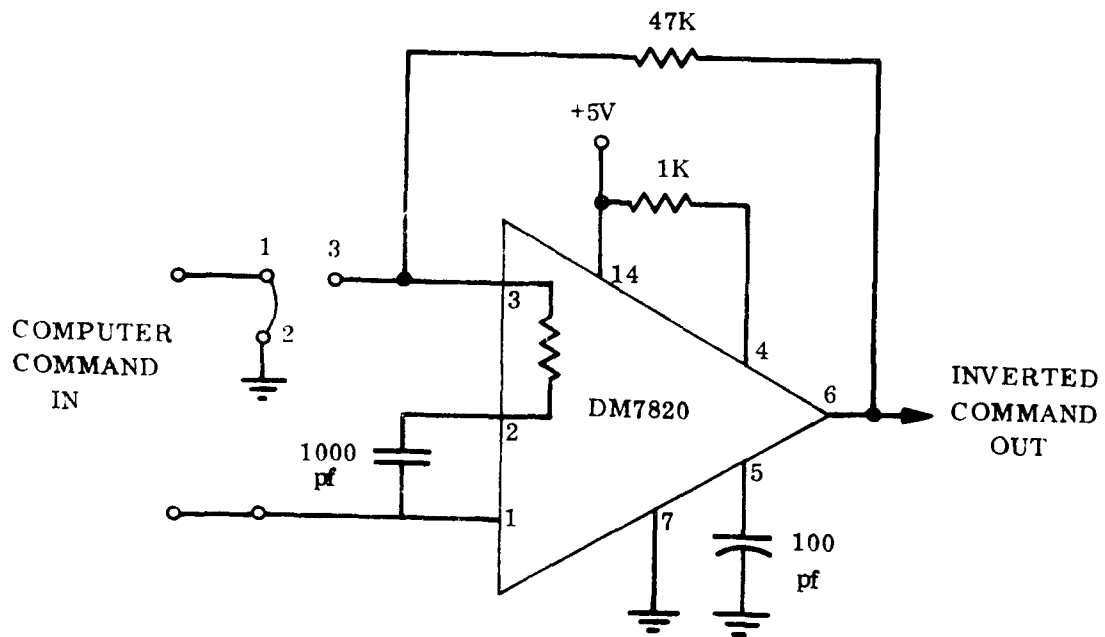 47K
+5V
1K
1
3
14
3
2
4
COMPUTER
COMMAND
IN
DM7820
6
INVERTED
COMMAND
OUT
2
1000
pf
5
1
7
100
pf